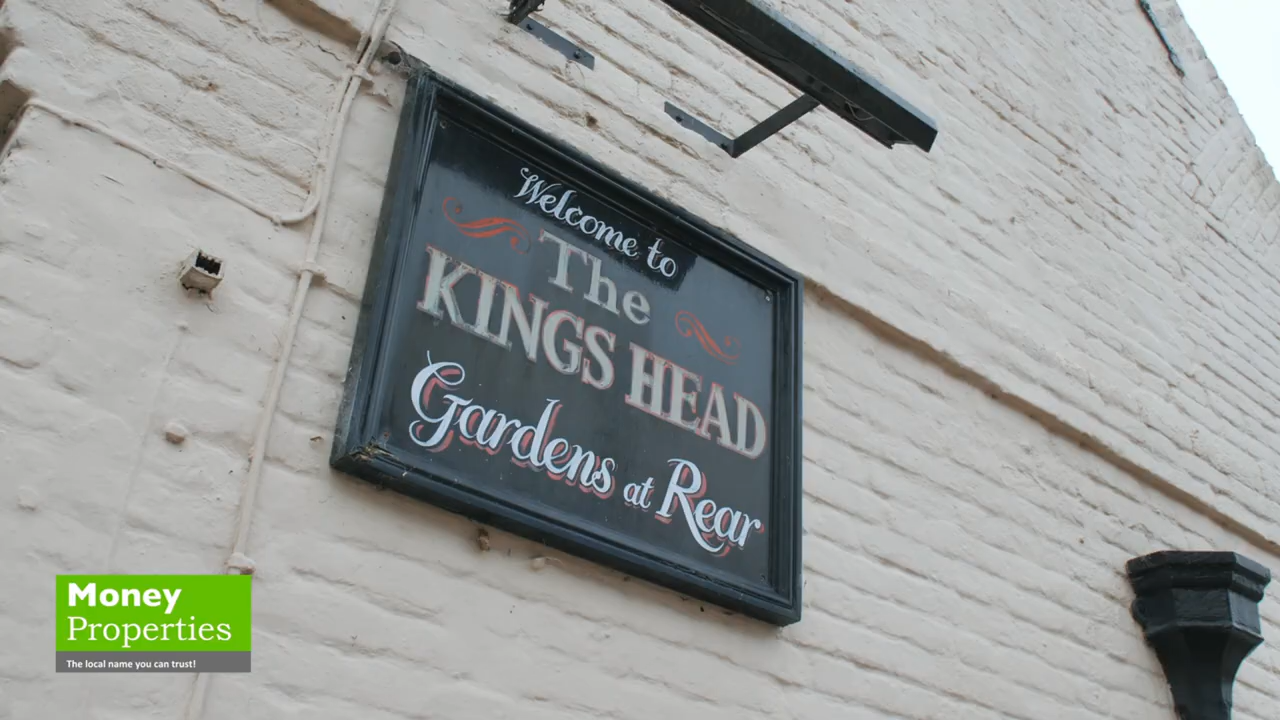 Welcome to
The
KINGS HEAD
Gardens at Rear
Money
Properties
The local name you can trust!